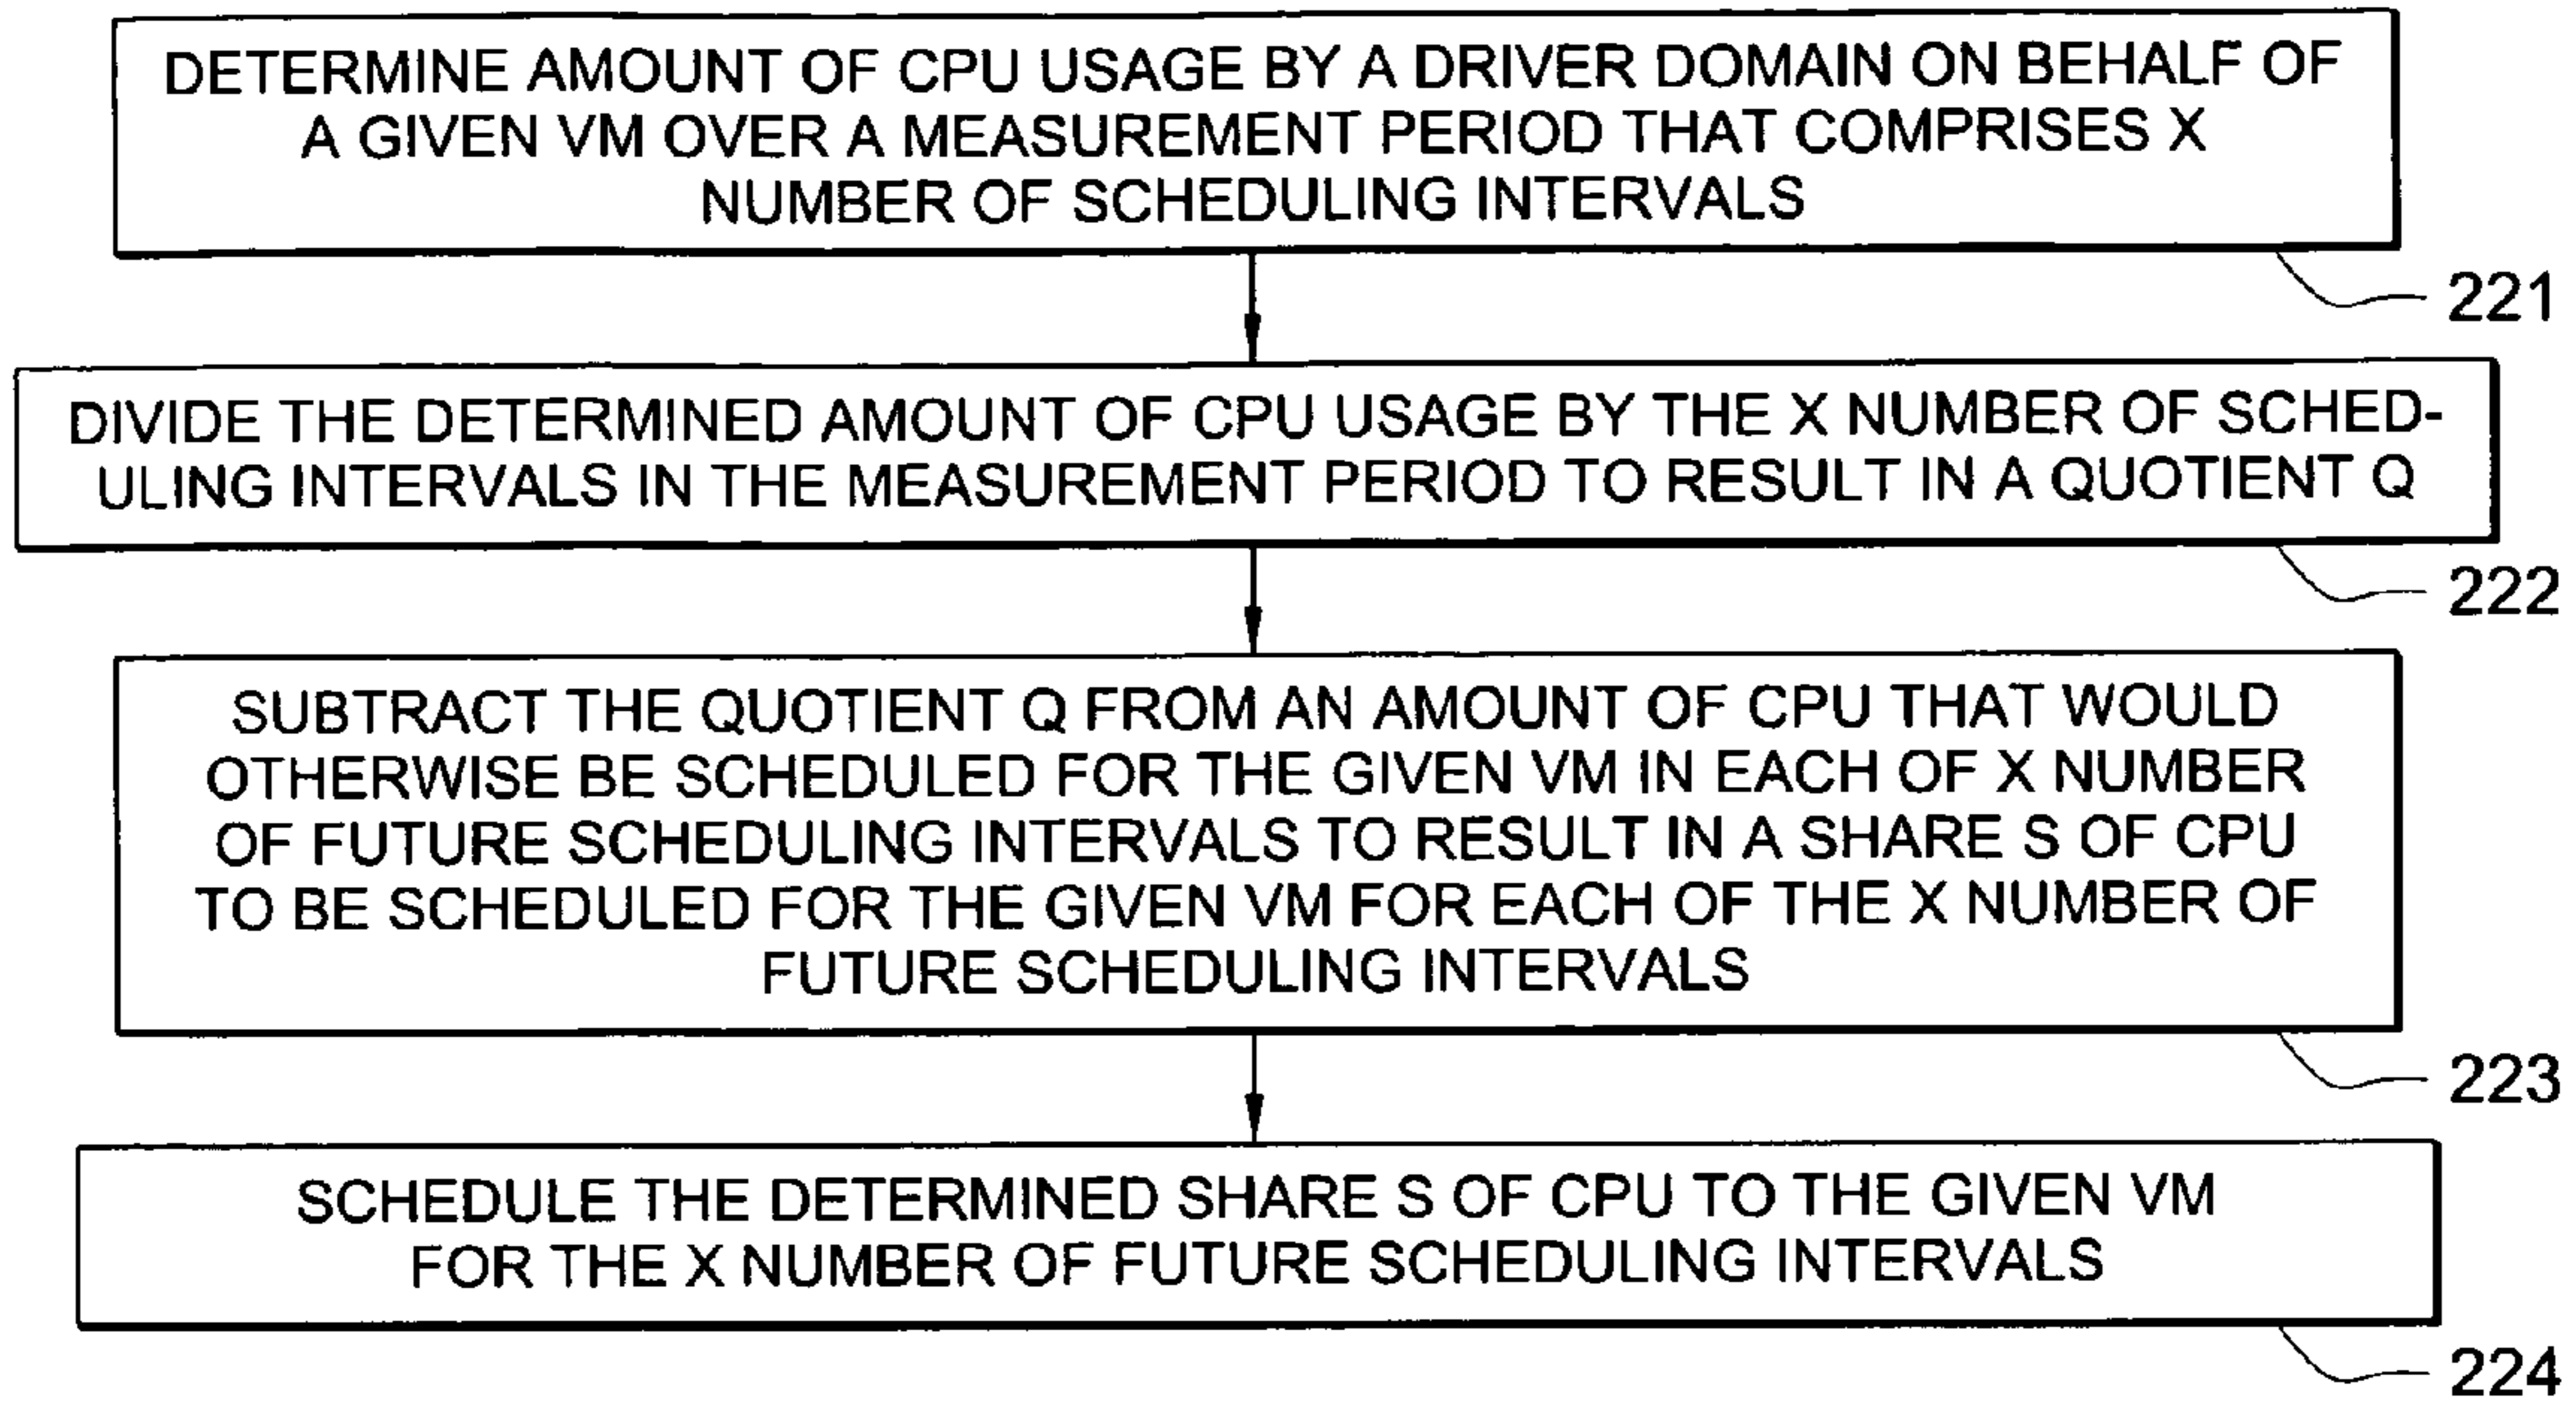 DETERMINE AMOUNT OF CPU USAGE BY A DRIVER DOMAIN ON BEHALF OF
A GIVEN VM OVER A MEASUREMENT PERIOD THAT COMPRISES X
NUMBER OF SCHEDULING INTERVALS
221
DIVIDE THE DETERMINED AMOUNT OF CPU USAGE BY THE X NUMBER OF SCHED-
ULING INTERVALS IN THE MEASUREMENT PERIOD TO RESULT IN A QUOTIENT Q
222
SUBTRACT THE QUOTIENT Q FROM AN AMOUNT OF CPU THAT WOULD
OTHERWISE BE SCHEDULED FOR THE GIVEN VM IN EACH OF X NUMBER
OF FUTURE SCHEDULING INTERVALS TO RESULT IN A SHARE S OF CPU
TO BE SCHEDULED FOR THE GIVEN VM FOR EACH OF THE X NUMBER OF
FUTURE SCHEDULING INTERVALS
223
SCHEDULE THE DETERMINED SHARE S OF CPU TO THE GIVEN VM
FOR THE X NUMBER OF FUTURE SCHEDULING INTERVALS
224